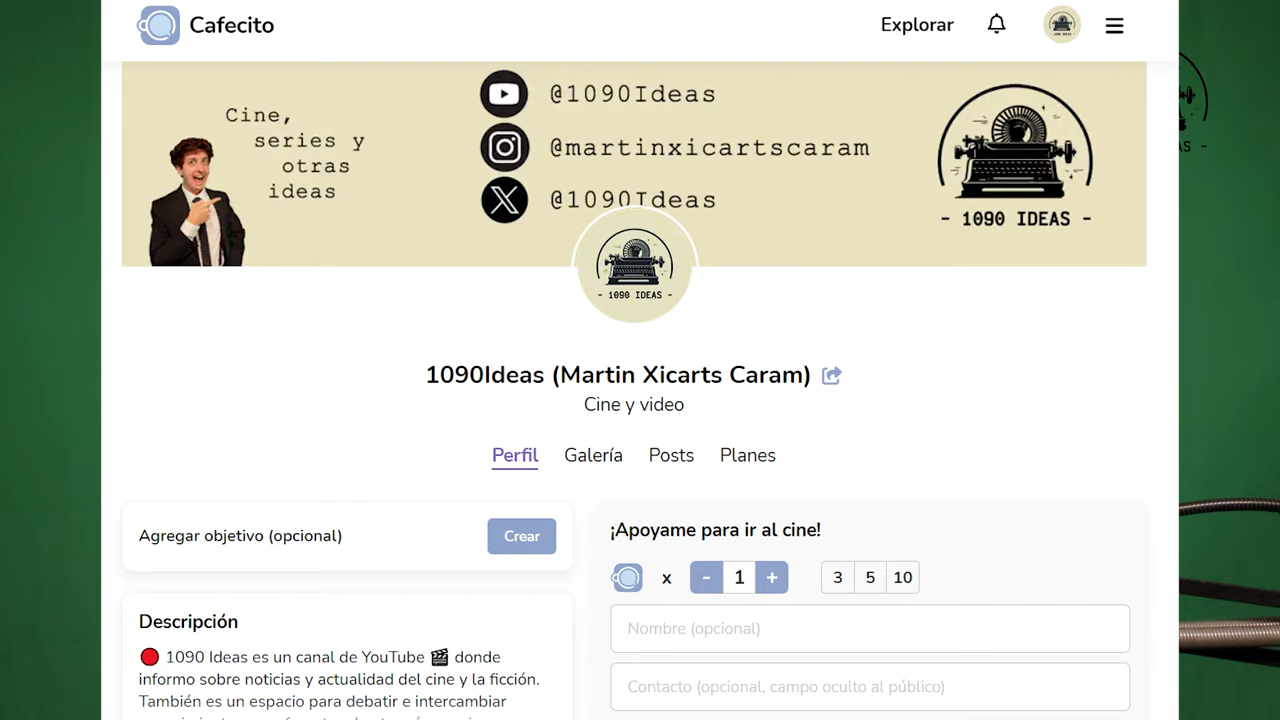 Cafecito
Explorar
Cine,
series y
otras
ideas
@1090Ideas
@martinxicartscaram
@1090Ideas
- 1090 IDEAS -
- 1090 IDEAS -
1090Ideas (Martin Xicarts Caram)
Cine y video
Perfil Galería Posts Planes
Agregar objetivo (opcional)
Crear
¡Apoyame para ir al cine!
x - 1 + 3 5 10
Nombre (opcional)
Contacto (opcional, campo oculto al público)
Descripción
🔴 1090 Ideas es un canal de YouTube 🎬 donde
informo sobre noticias y actualidad del cine y la ficción.
También es un espacio para debatir e intercambiar